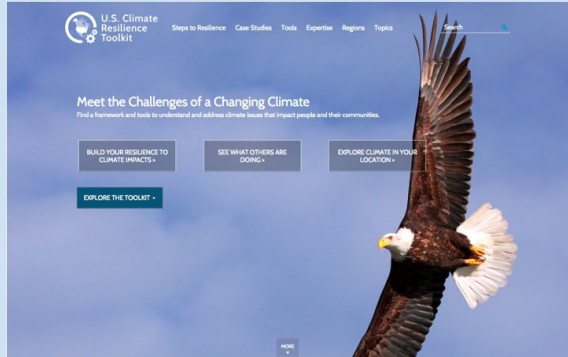 U.S. Climate
Resilience
Toolkit
Steps to Resilience Case Studies Tools Expertise Regions Topics Search
Meet the Challenges of a Changing Climate
Find a framework and tools to understand and address climate issues that impact people and their communities.
BUILD YOUR RESILIENCE TO
CLIMATE IMPACTS >
SEE WHAT OTHERS ARE
DOING >
EXPLORE CLIMATE IN YOUR
LOCATION >
EXPLORE THE TOOLKIT >
MORE